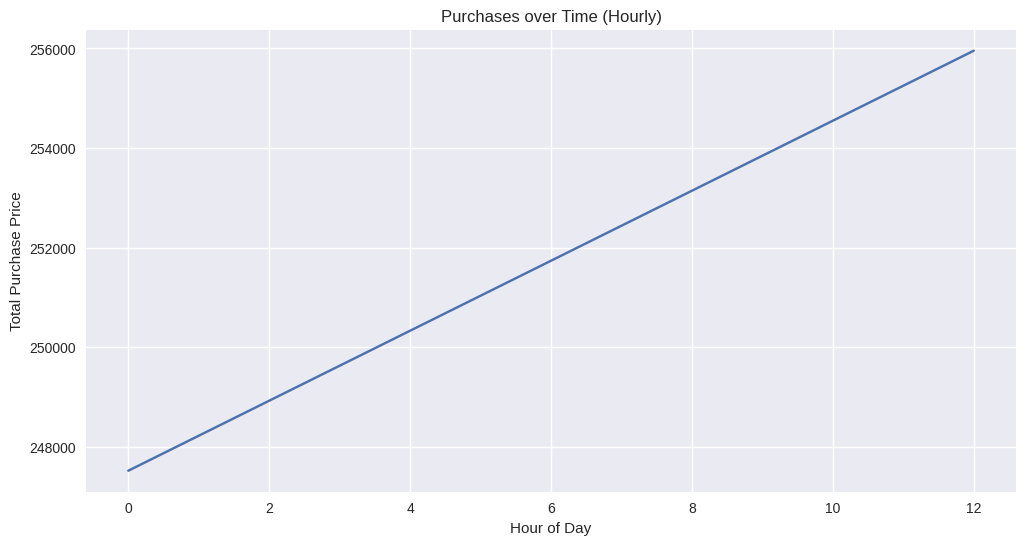 Purchases over Time (Hourly)
Total Purchase Price
256000
254000
252000
250000
248000
0 2 4 6 8 10 12
Hour of Day